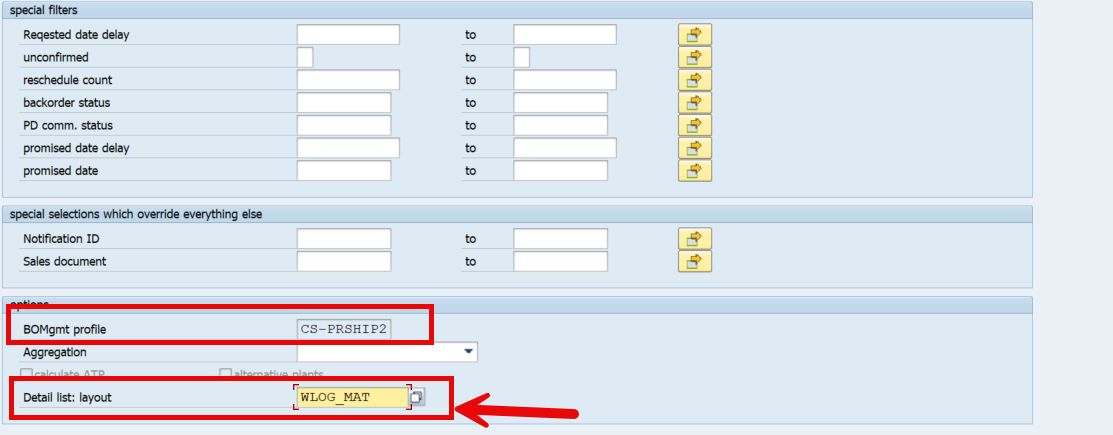 special filters
Reqested date delay to
unconfirmed to
reschedule count to
backorder status to
PD comm. status to
promised date delay to
promised date to
special selections which override everything else
Notification ID to
Sales document to
options
BOMgmt profile CS-PRSHIP2
Aggregation
calculate ATP alternative plants
Detail list: layout WLOG_MAT